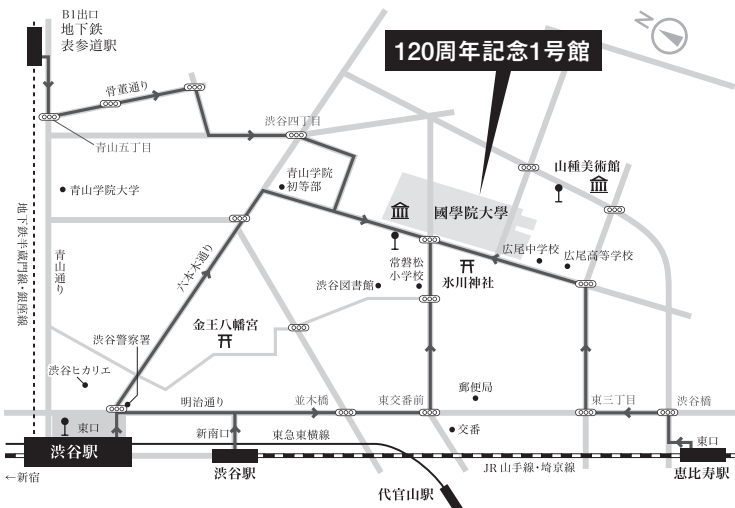 B1出口
地下鉄
表参道駅
N
120周年記念1号館
骨董通り
渋谷四丁目
青山五丁目
山種美術館
青山学院
初等部
青山学院大学
國學院大學
地下鉄半蔵門線・銀座線
青山通り
六本木通り
広尾中学校
広尾高等学校
常磐松
小学校
氷川神社
渋谷図書館
金王八幡宮
渋谷警察署
渋谷ヒカリエ
郵便局
明治通り
並木橋
東交番前
東三丁目
渋谷橋
東口
新南口
東急東横線
交番
東口
渋谷駅
渋谷駅
JR山手線・埼京線
恵比寿駅
←新宿
代官山駅